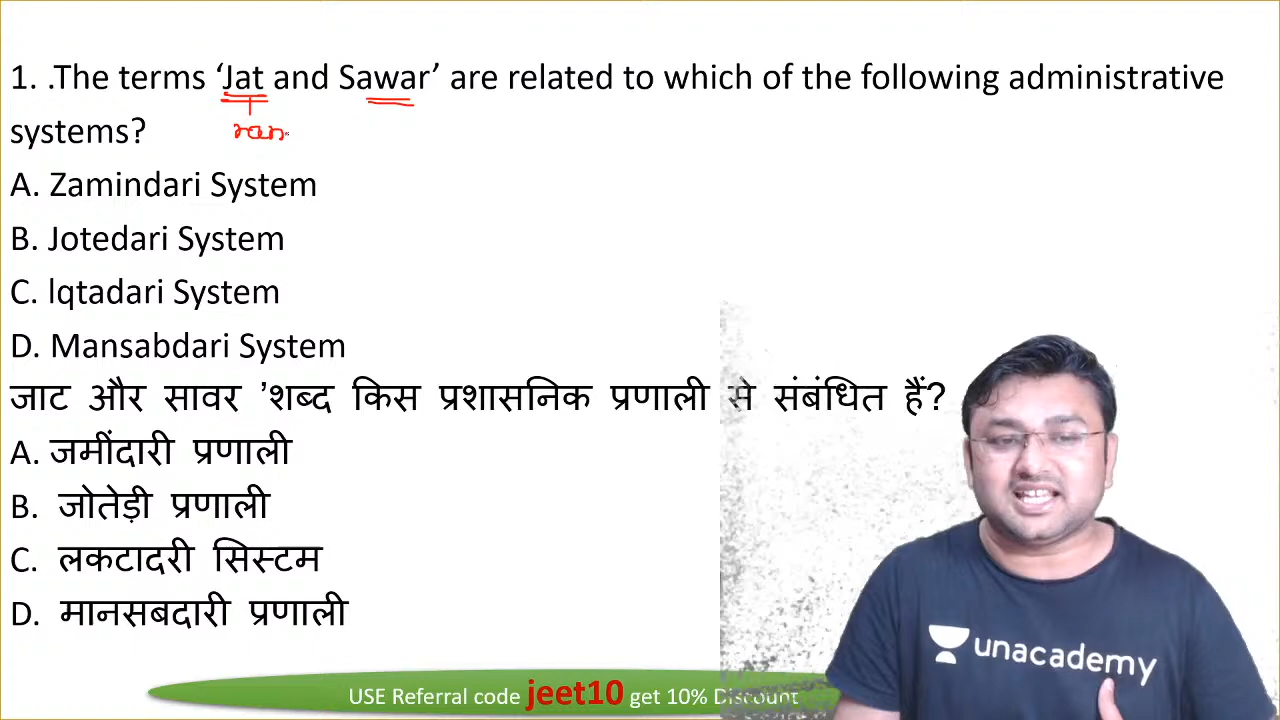 1. .The terms ‘Jat and Sawar’ are related to which of the following administrative
systems?
ran
A. Zamindari System
B. Jotedari System
C. lqtadari System
D. Mansabdari System
जाट और सावर ’शब्द किस प्रशासनिक प्रणाली से संबंधित हैं?
A. जमींदारी प्रणाली
B. जोतेड़ी प्रणाली
C. लकटादरी सिस्टम
D. मानसबदारी प्रणाली
unacademy
USE Referral code jeet10 get 10% Discount